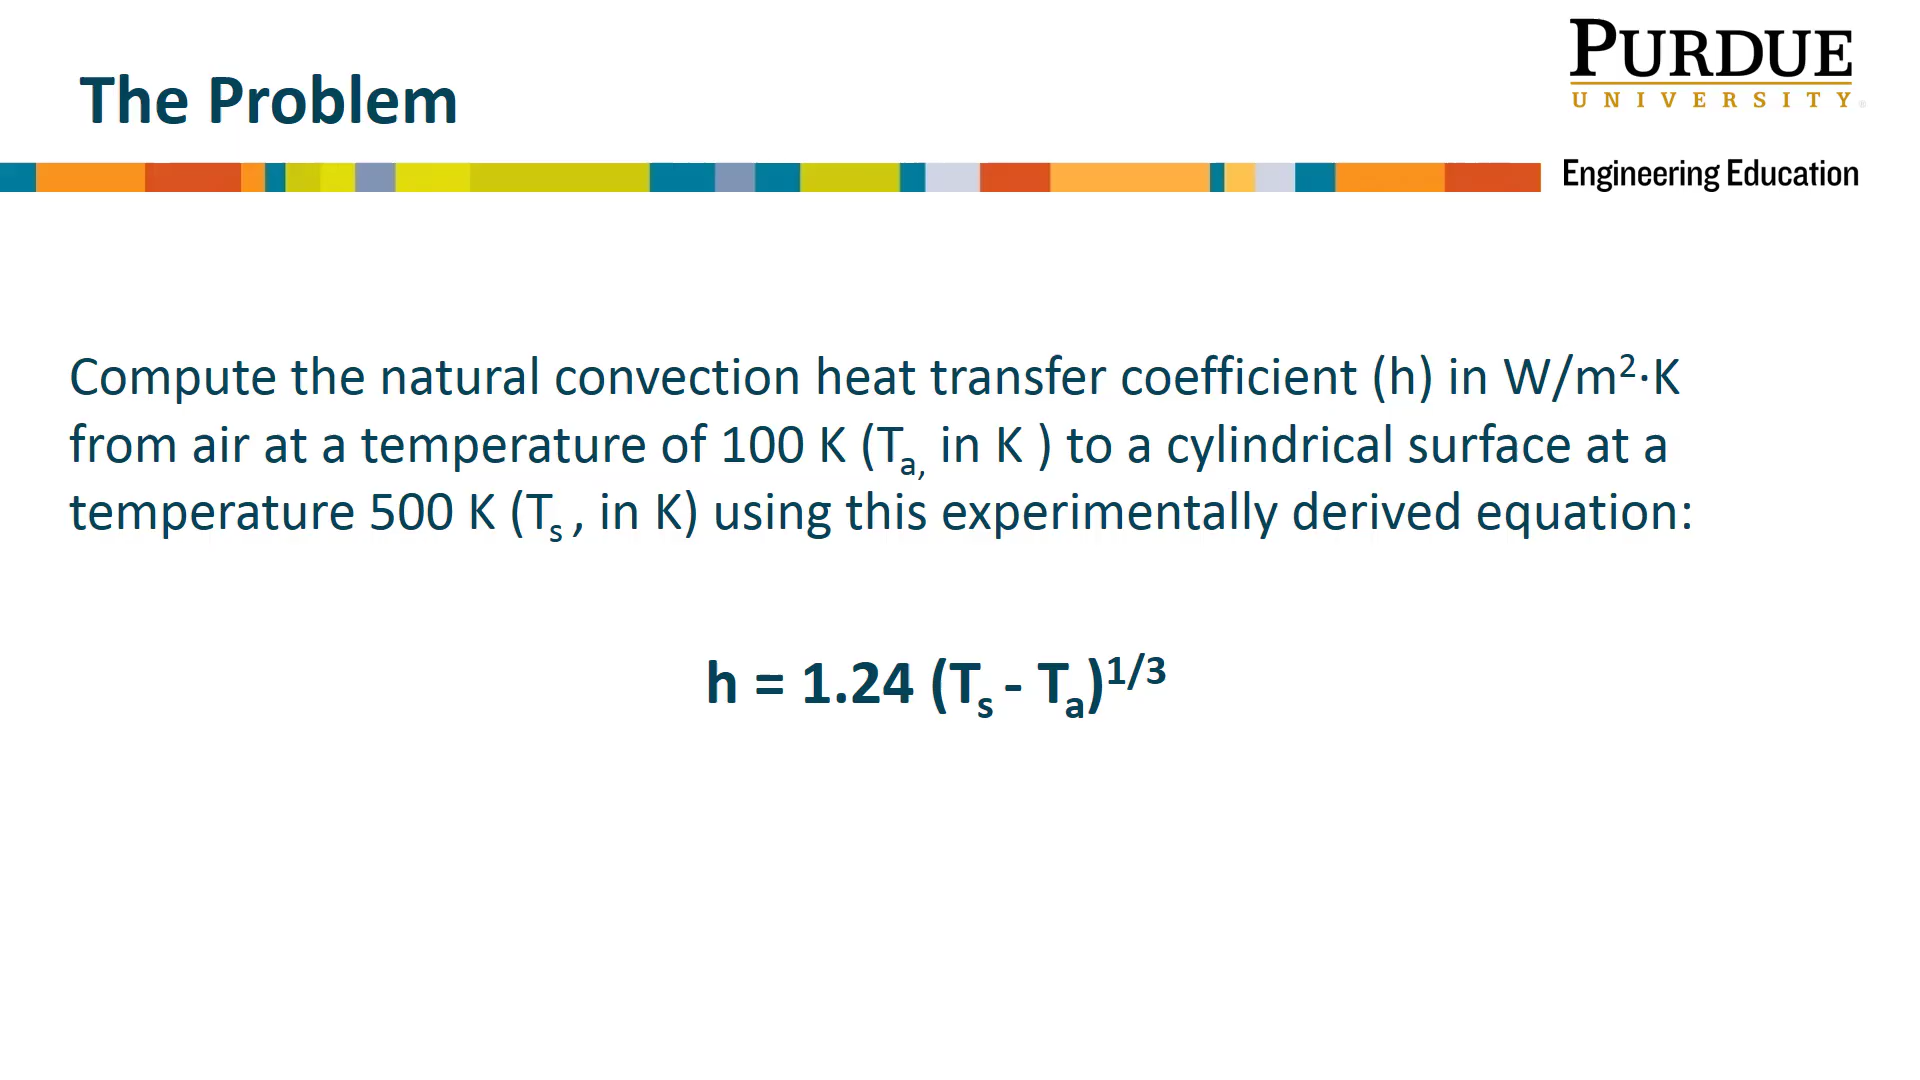 The Problem
PURDUE
UNIVERSITY
Engineering Education
Compute the natural convection heat transfer coefficient (h) in W/m²·K
from air at a temperature of 100 K (Tₐ, in K ) to a cylindrical surface at a
temperature 500 K (Tₛ , in K) using this experimentally derived equation:
h = 1.24 (Tₛ - Tₐ)¹/³